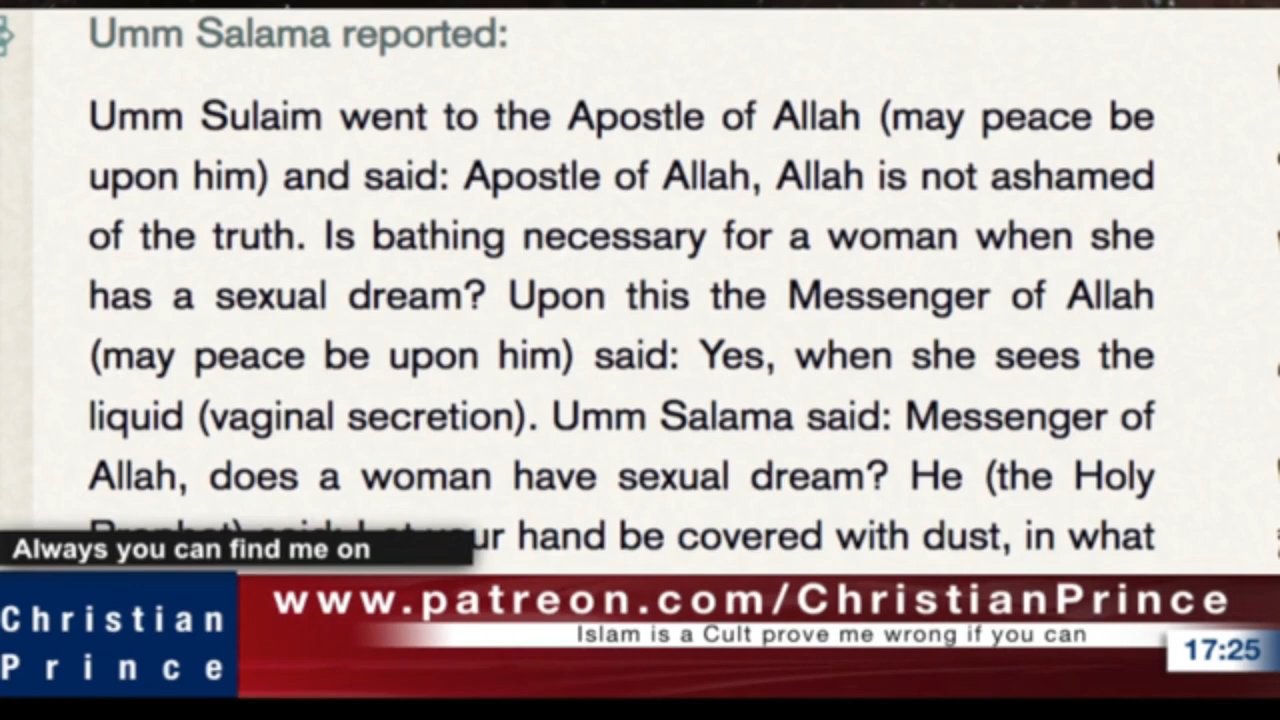 Umm Salama reported:
Umm Sulaim went to the Apostle of Allah (may peace be
upon him) and said: Apostle of Allah, Allah is not ashamed
of the truth. Is bathing necessary for a woman when she
has a sexual dream? Upon this the Messenger of Allah
(may peace be upon him) said: Yes, when she sees the
liquid (vaginal secretion). Umm Salama said: Messenger of
Allah, does a woman have sexual dream? He (the Holy
hand be covered with dust, in what
Always you can find me on
Christian
Prince
www.patreon.com/ChristianPrince
Islam is a Cult prove me wrong if you can
17:25